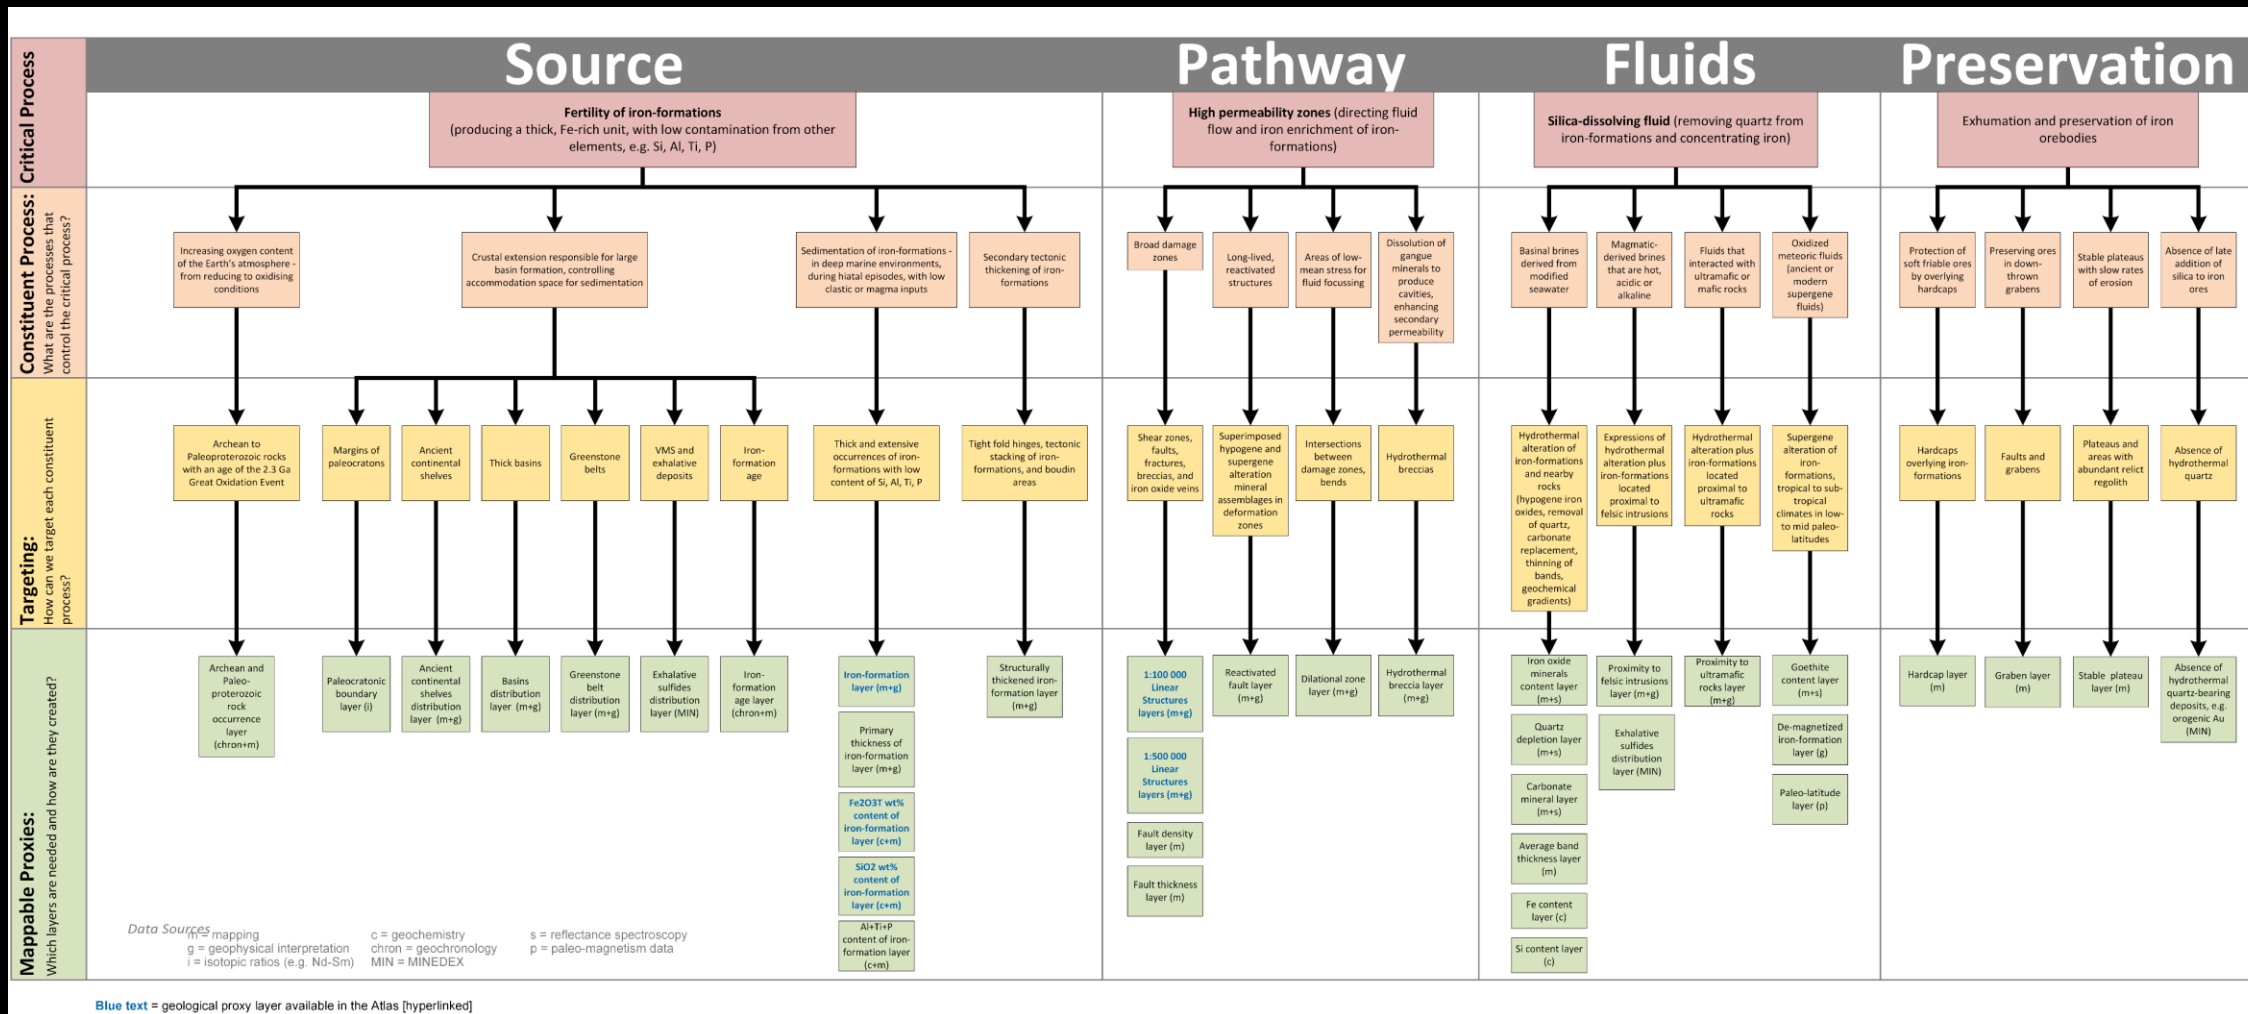 Source
Pathway
Fluids
Preservation
Critical Process
Fertility of iron-formations
(producing a thick, Fe-rich unit, with low contamination from other
elements, e.g. Si, Al, Ti, P)
High permeability zones (directing fluid
flow and iron enrichment of iron-
formations)
Silica-dissolving fluid (removing quartz from
iron-formations and concentrating iron)
Exhumation and preservation of iron
orebodies
Constituent Process:
What are the processes that
control the critical process?
Increasing oxygen content
of the Earth's atmosphere -
from reducing to oxidising
conditions
Crustal extension responsible for large
basin formation, controlling
accommodation space for sedimentation
Sedimentation of iron-formations -
in deep marine environments,
during hiatal episodes, with low
clastic or magma inputs
Secondary tectonic
thickening of iron-
formations
Broad damage
zones
Long-lived,
reactivated
structures
Areas of low-
mean stress for
fluid focussing
Dissolution of
gangue
minerals to
produce
cavities,
enhancing
secondary
permeability
Basinal brines
derived from
modified
seawater
Magmatic-
derived brines
that are hot,
acidic or
alkaline
Fluids that
interacted with
ultramafic or
mafic rocks
Oxidized
meteoric fluids
(ancient or
modern
supergene
fluids)
Protection of
soft friable ores
by overlying
hardcaps
Preserving ores
in down-
thrown
grabens
Stable plateaus
with slow rates
of erosion
Absence of late
addition of
silica to iron
ores
Targeting:
How can we target each constituent
process?
Archean to
Paleoproterozoic rocks
with an age of the 2.3 Ga
Great Oxidation Event
Margins of
paleocratons
Ancient
continental
shelves
Thick basins
Greenstone
belts
VMS and
exhalative
deposits
Iron-
formation
age
Thick and extensive
occurrences of iron-
formations with low
content of Si, Al, Ti, P
Tight fold hinges, tectonic
stacking of iron-
formations, and boudin
areas
Shear zones,
faults,
fractures,
breccias, and
iron oxide veins
Superimposed
hypogene and
supergene
alteration
mineral
assemblages in
deformation
zones
Intersections
between
damage zones,
bends
Hydrothermal
breccias
Hydrothermal
alteration of
iron-formations
and nearby
rocks
(hypogene iron
oxides, removal
of quartz,
carbonate
replacement,
thinning of
bands,
geochemical
gradients)
Expressions of
hydrothermal
alteration plus
iron-formations
located
proximal to
felsic intrusions
Hydrothermal
alteration plus
iron-formations
located
proximal to
ultramafic
rocks
Supergene
alteration of
iron-
formations,
tropical to sub-
tropical
climates in low-
to mid paleo-
latitudes
Hardcaps
overlying iron-
formations
Faults and
grabens
Plateaus and
areas with
abundant relict
regolith
Absence of
hydrothermal
quartz
Mappable Proxies:
Which layers are needed and how are they created?
Archean and
Paleo-
proterozoic
rock
occurrence
layer
(chron+m)
Paleocratonic
boundary
layer (i)
Ancient
continental
shelves
distribution
layer (m+g)
Basins
distribution
layer (m+g)
Greenstone
belt
distribution
layer (m+g)
Exhalative
sulfides
distribution
layer (MIN)
Iron-
formation
age layer
(chron+m)
Iron-formation
layer (m+g)
Primary
thickness of
iron-formation
layer (m+g)
Fe2O3T wt%
content of
iron-formation
layer (c+m)
SiO2 wt%
content of
iron-formation
layer (c+m)
Al+Ti+P
content of iron-
formation layer
(c+m)
Structurally
thickened iron-
formation layer
(m+g)
1:100 000
Linear
Structures
layers (m+g)
1:500 000
Linear
Structures
layers (m+g)
Fault density
layer (m)
Fault thickness
layer (m)
Reactivated
fault layer
(m+g)
Dilational zone
layer (m+g)
Hydrothermal
breccia layer
(m+g)
Iron oxide
minerals
content layer
(m+s)
Quartz
depletion layer
(m+s)
Carbonate
mineral layer
(m+s)
Average band
thickness layer
(m)
Fe content
layer (c)
Si content layer
(c)
Proximity to
felsic intrusions
layer (m+g)
Exhalative
sulfides
distribution
layer (MIN)
Proximity to
ultramafic
rocks layer
(m+g)
Goethite
content layer
(m+s)
De-magnetized
iron-formation
layer (g)
Paleo-latitude
layer (p)
Hardcap layer
(m)
Graben layer
(m)
Stable plateau
layer (m)
Absence of
hydrothermal
quartz-bearing
deposits, e.g.
orogenic Au
(MIN)
Data Sources
m = mapping
g = geophysical interpretation
i = isotopic ratios (e.g. Nd-Sm)
c = geochemistry
chron = geochronology
MIN = MINEDEX
s = reflectance spectroscopy
p = paleo-magnetism data
Blue text = geological proxy layer available in the Atlas [hyperlinked]